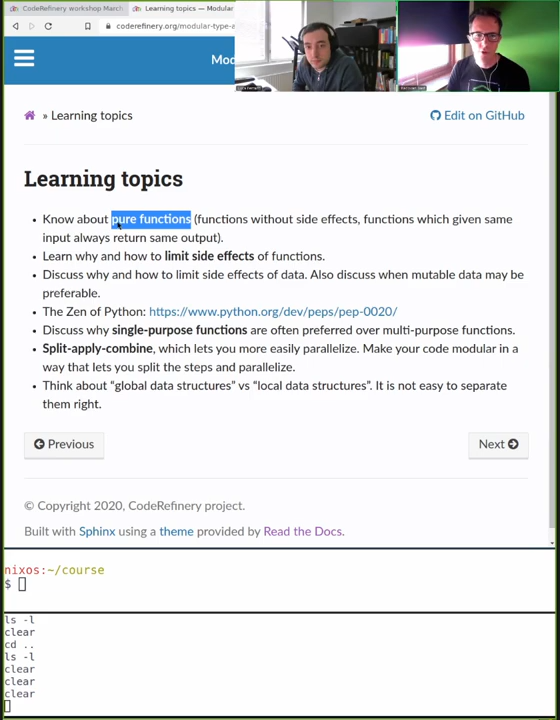 CodeRefinery workshop March
Learning topics — Modular
coderefinery.org/modular-type-a
Mod
» Learning topics
Edit on GitHub
Learning topics
Know about pure functions (functions without side effects, functions which given same
input always return same output).
Learn why and how to limit side effects of functions.
Discuss why and how to limit side effects of data. Also discuss when mutable data may be
preferable.
The Zen of Python: https://www.python.org/dev/peps/pep-0020/
Discuss why single-purpose functions are often preferred over multi-purpose functions.
Split-apply-combine, which lets you more easily parallelize. Make your code modular in a
way that lets you split the steps and parallelize.
Think about “global data structures” vs “local data structures”. It is not easy to separate
them right.
Previous
Next
© Copyright 2020, CodeRefinery project.
Built with Sphinx using a theme provided by Read the Docs.
nixos:~/course
$
ls -l
clear
cd ..
ls -l
clear
clear
clear